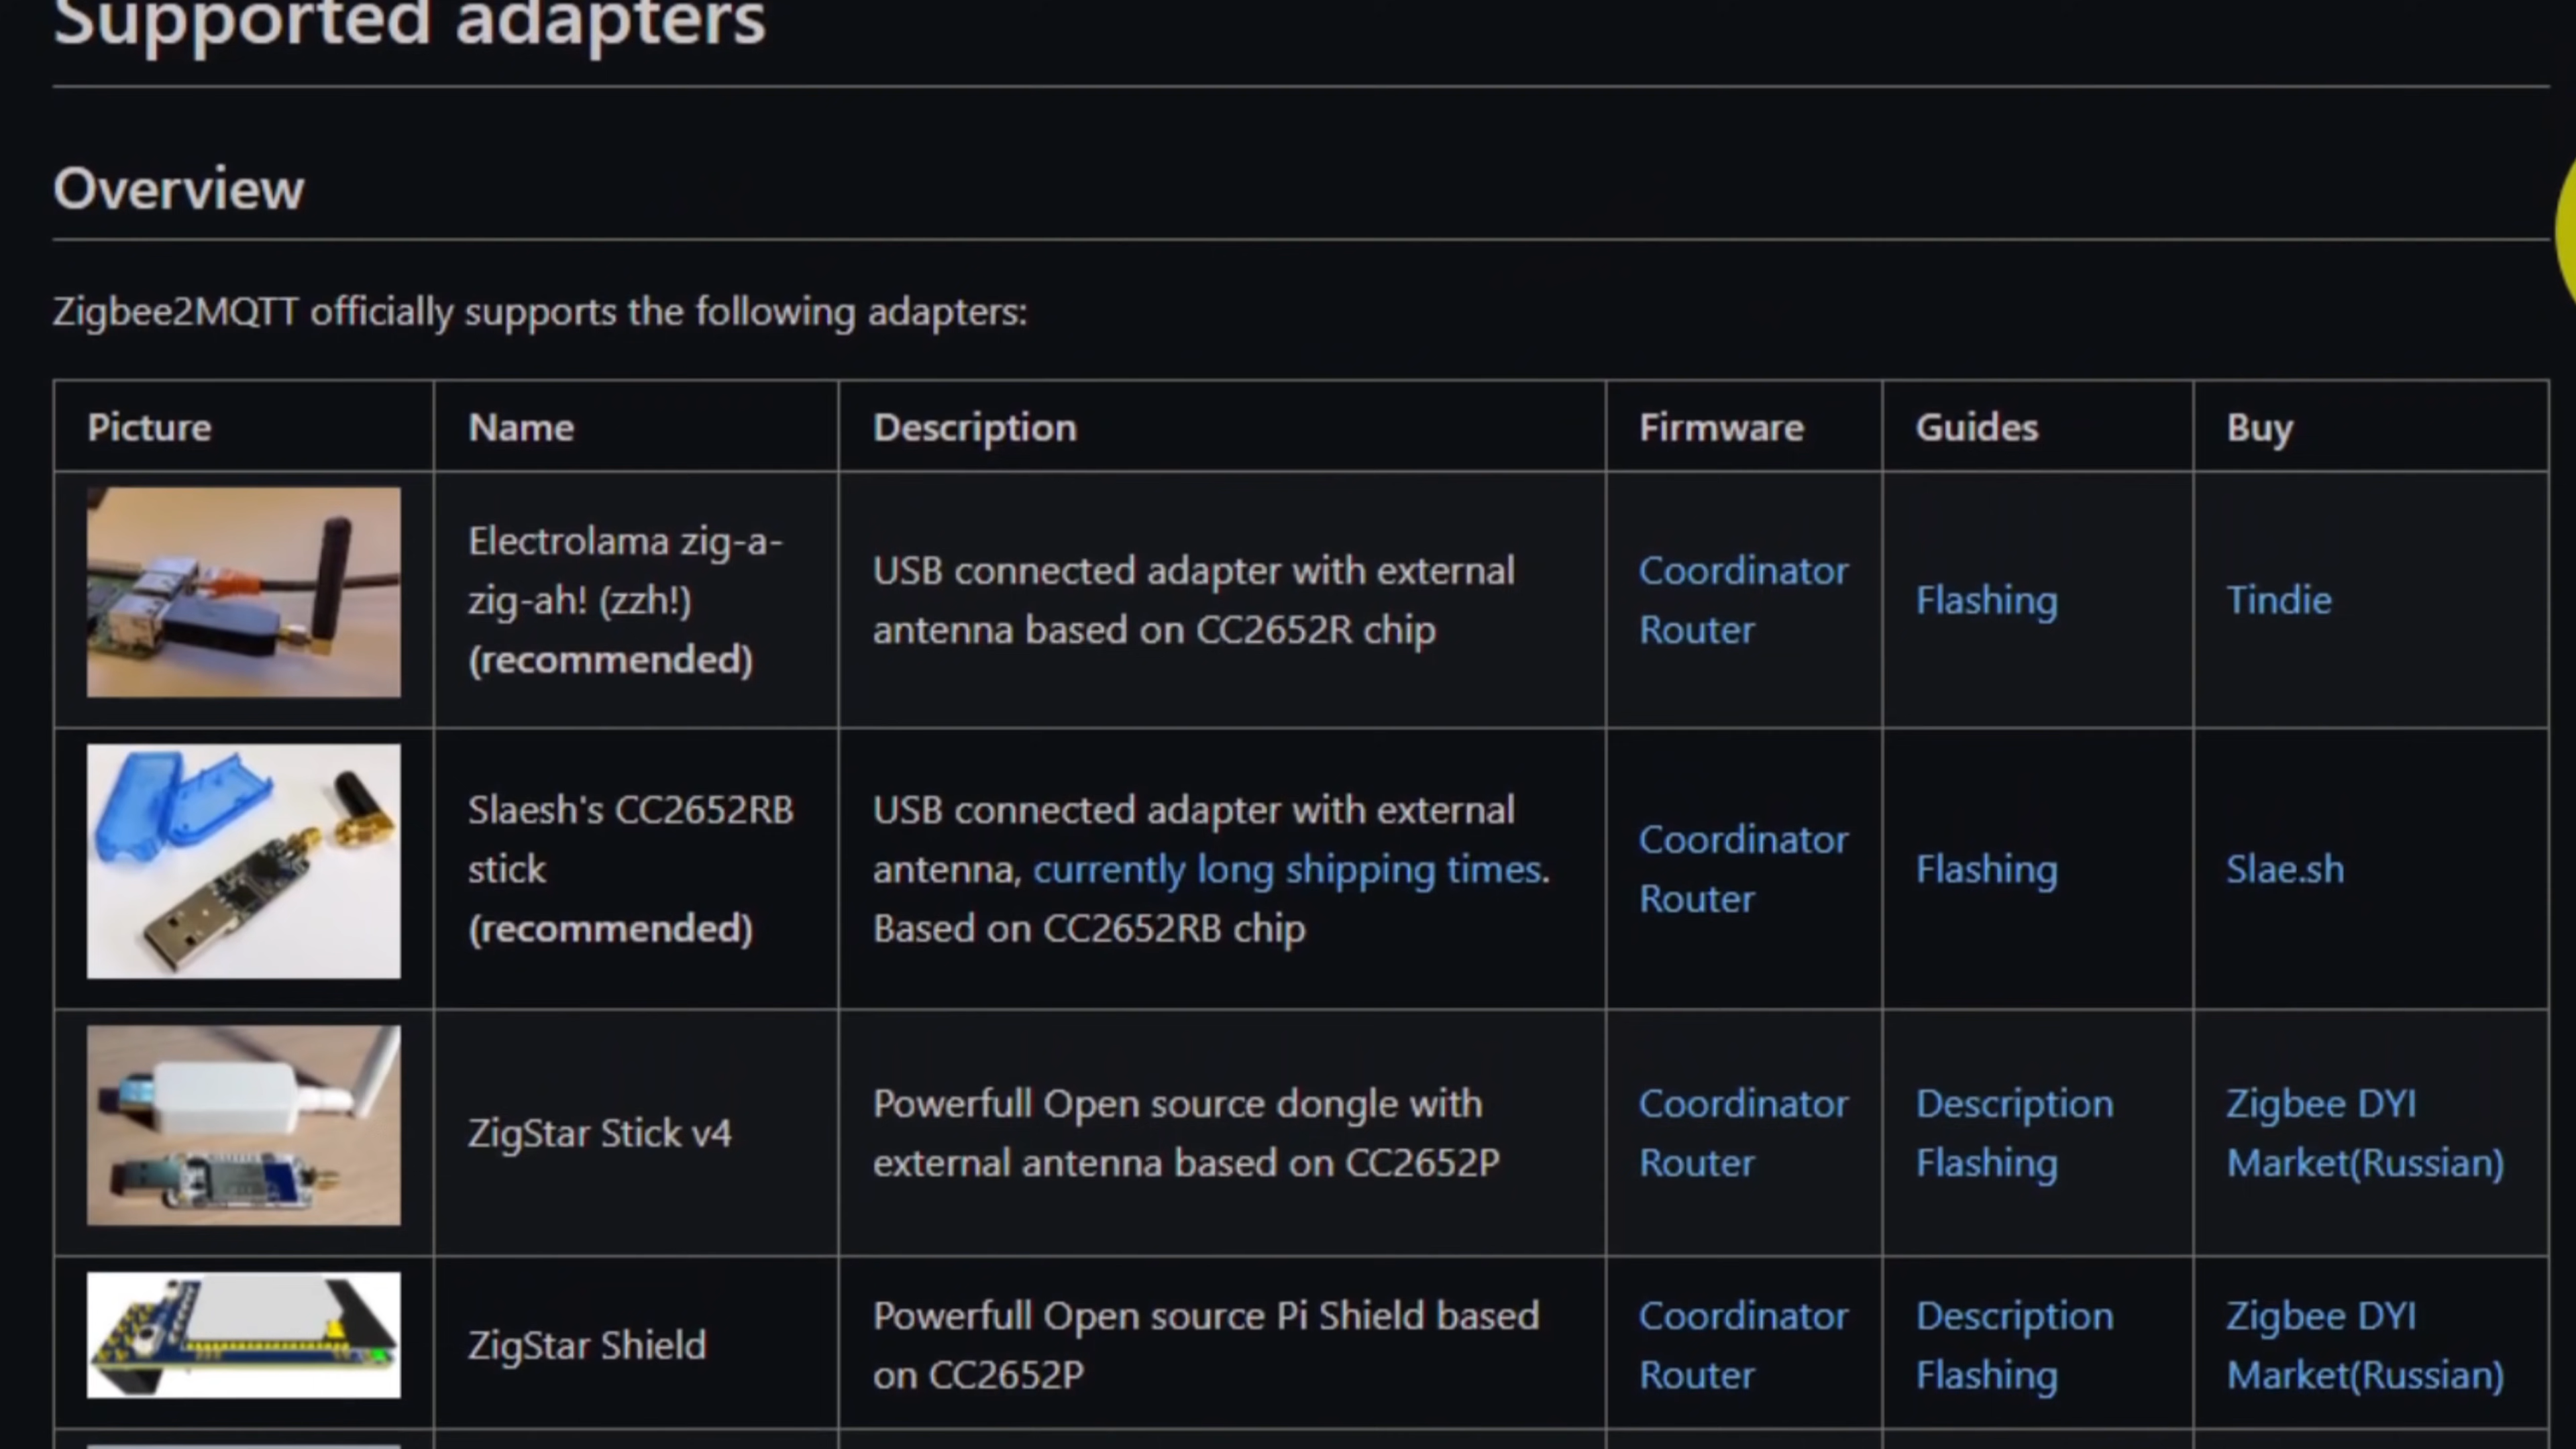 Supported adapters
Overview
Zigbee2MQTT officially supports the following adapters:
Picture
Name
Description
Firmware
Guides
Buy
Electrolama zig-a-
zig-ah! (zzh!)
(recommended)
USB connected adapter with external
antenna based on CC2652R chip
Coordinator
Router
Flashing
Tindie
Slaesh's CC2652RB
stick
(recommended)
USB connected adapter with external
antenna, currently long shipping times.
Based on CC2652RB chip
Coordinator
Router
Flashing
Slae.sh
ZigStar Stick v4
Powerfull Open source dongle with
external antenna based on CC2652P
Coordinator
Router
Description
Flashing
Zigbee DYI
Market(Russian)
ZigStar Shield
Powerfull Open source Pi Shield based
on CC2652P
Coordinator
Router
Description
Flashing
Zigbee DYI
Market(Russian)